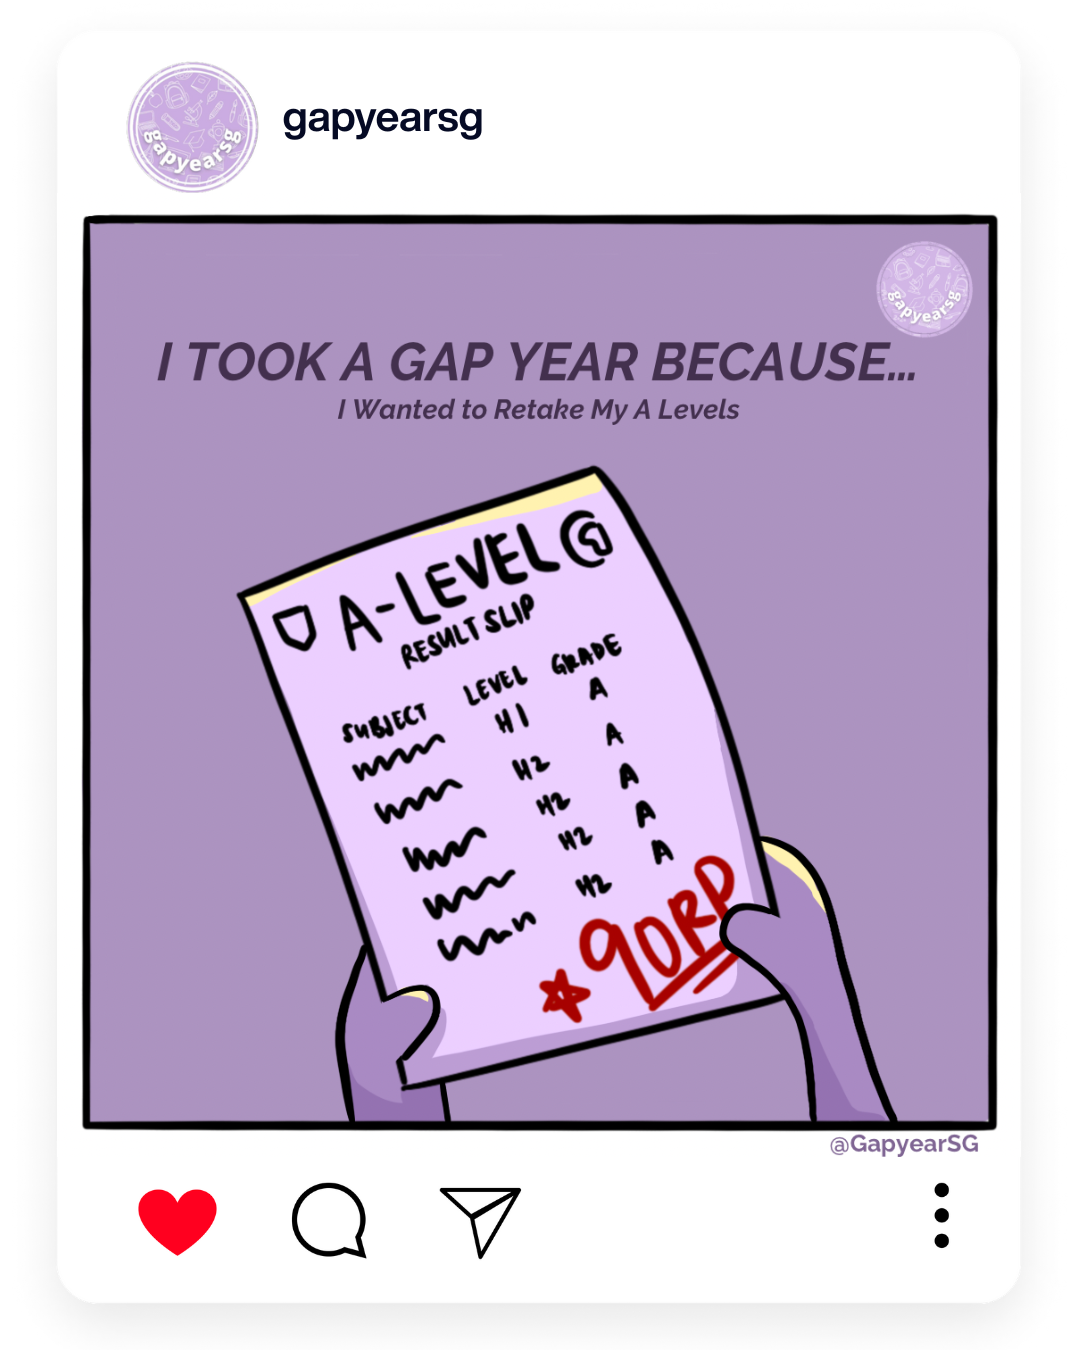 gapyearsg
gapyearsg
gapyearsg
I TOOK A GAP YEAR BECAUSE...
I Wanted to Retake My A Levels
A-LEVEL
RESULT SLIP
SUBJECT LEVEL GRADE
H1 A
H2 A
H2 A
H2 A
H2 A
90RP
@GapyearSG